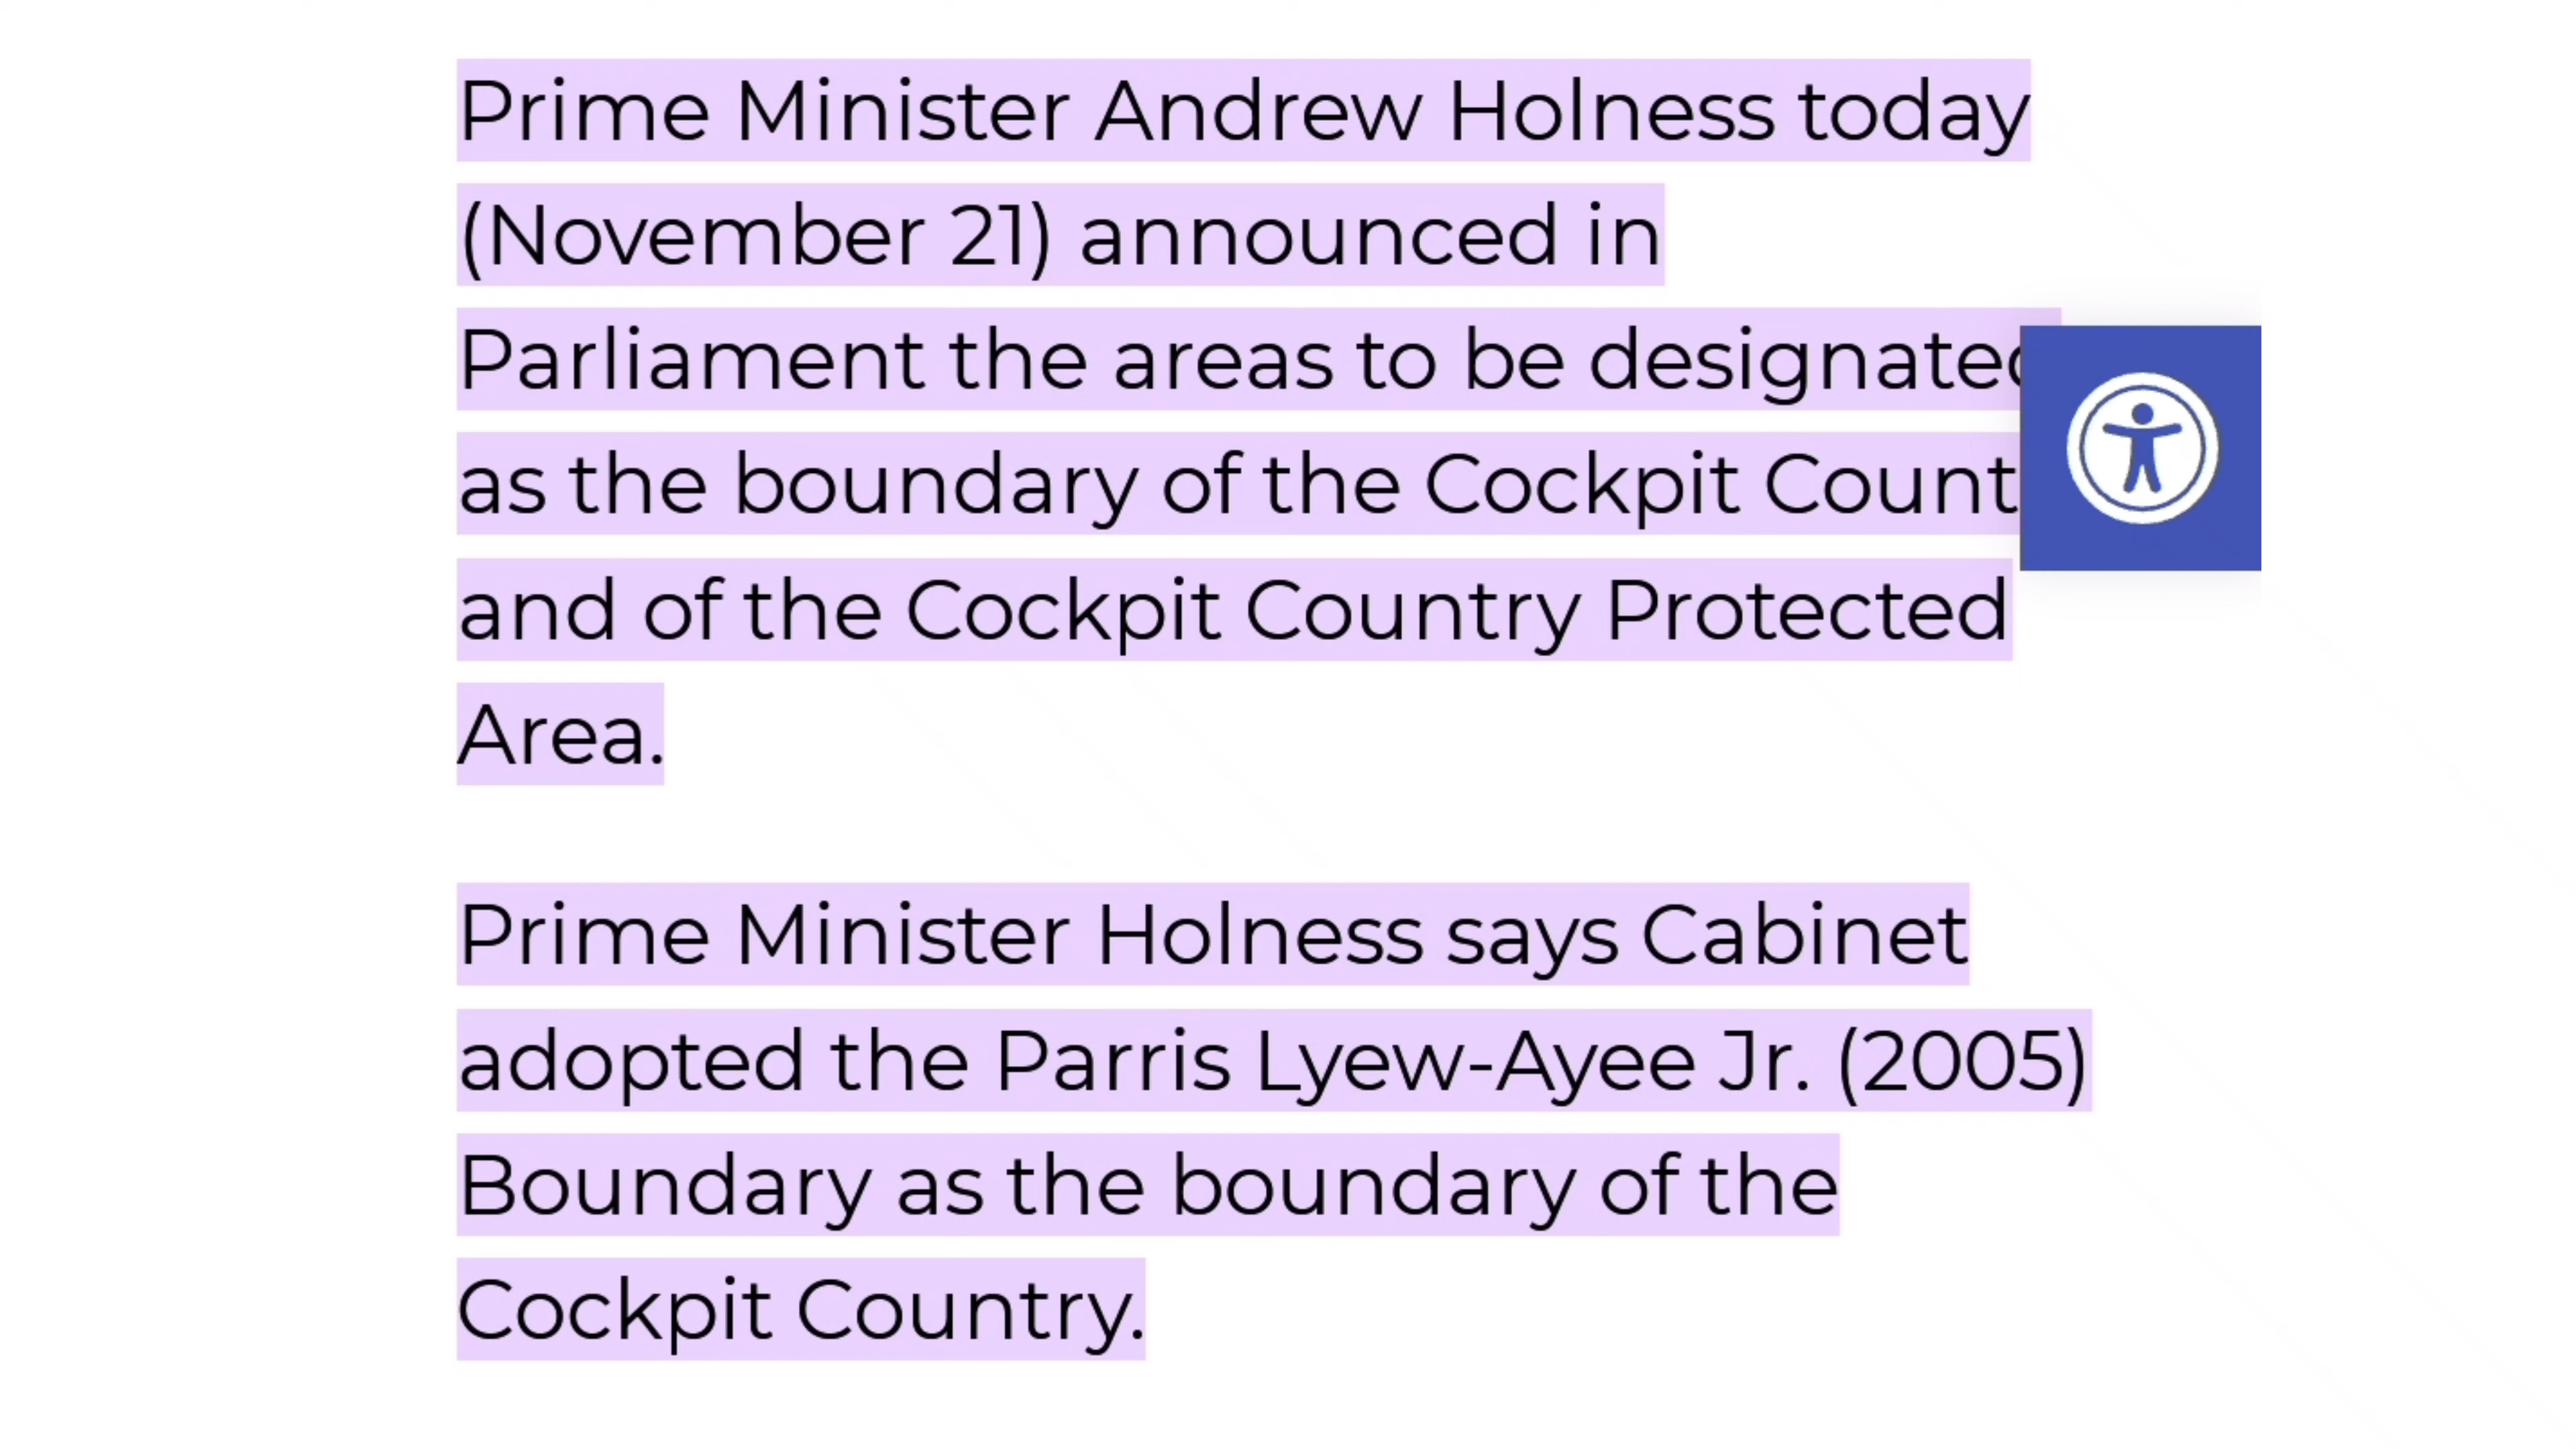 Prime Minister Andrew Holness today
(November 21) announced in
Parliament the areas to be designated
as the boundary of the Cockpit Count
and of the Cockpit Country Protected
Area.
Prime Minister Holness says Cabinet
adopted the Parris Lyew-Ayee Jr. (2005)
Boundary as the boundary of the
Cockpit Country.